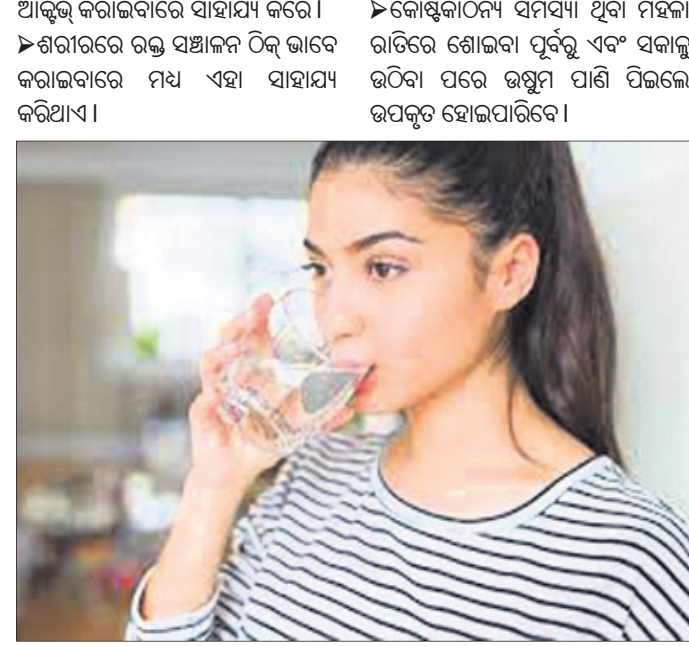 ଆକ୍ଟିଭ୍ କରାଇବାରେ ସାହାଯ୍ୟ କରେ।
➤ଶରୀରରେ ରକ୍ତ ସଞ୍ଚାଳନ ଠିକ୍ ଭାବେ
କରାଇବାରେ ମଧ୍ୟ ଏହା ସାହାଯ୍ୟ
କରିଥାଏ।
➤କୋଷ୍ଠକାଠିନ୍ୟ ସମସ୍ୟା ଥିବା ମହିଳା
ରାତିରେ ଶୋଇବା ପୂର୍ବରୁ ଏବଂ ସକାଳୁ
ଉଠିବା ପରେ ଉଷୁମ ପାଣି ପିଇଲେ
ଉପକୃତ ହୋଇପାରିବେ।